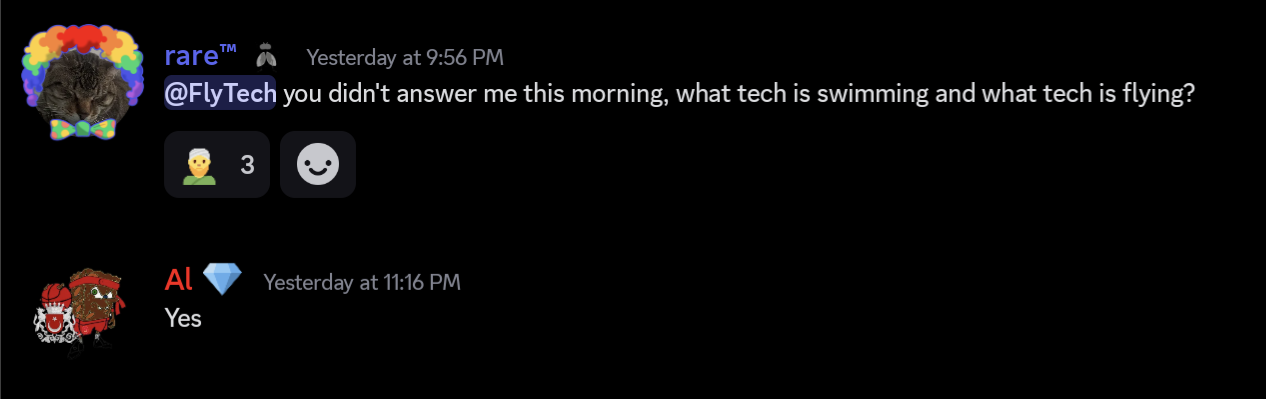 rare™ Yesterday at 9:56 PM
@FlyTech you didn't answer me this morning, what tech is swimming and what tech is flying?
3
Al Yesterday at 11:16 PM
Yes